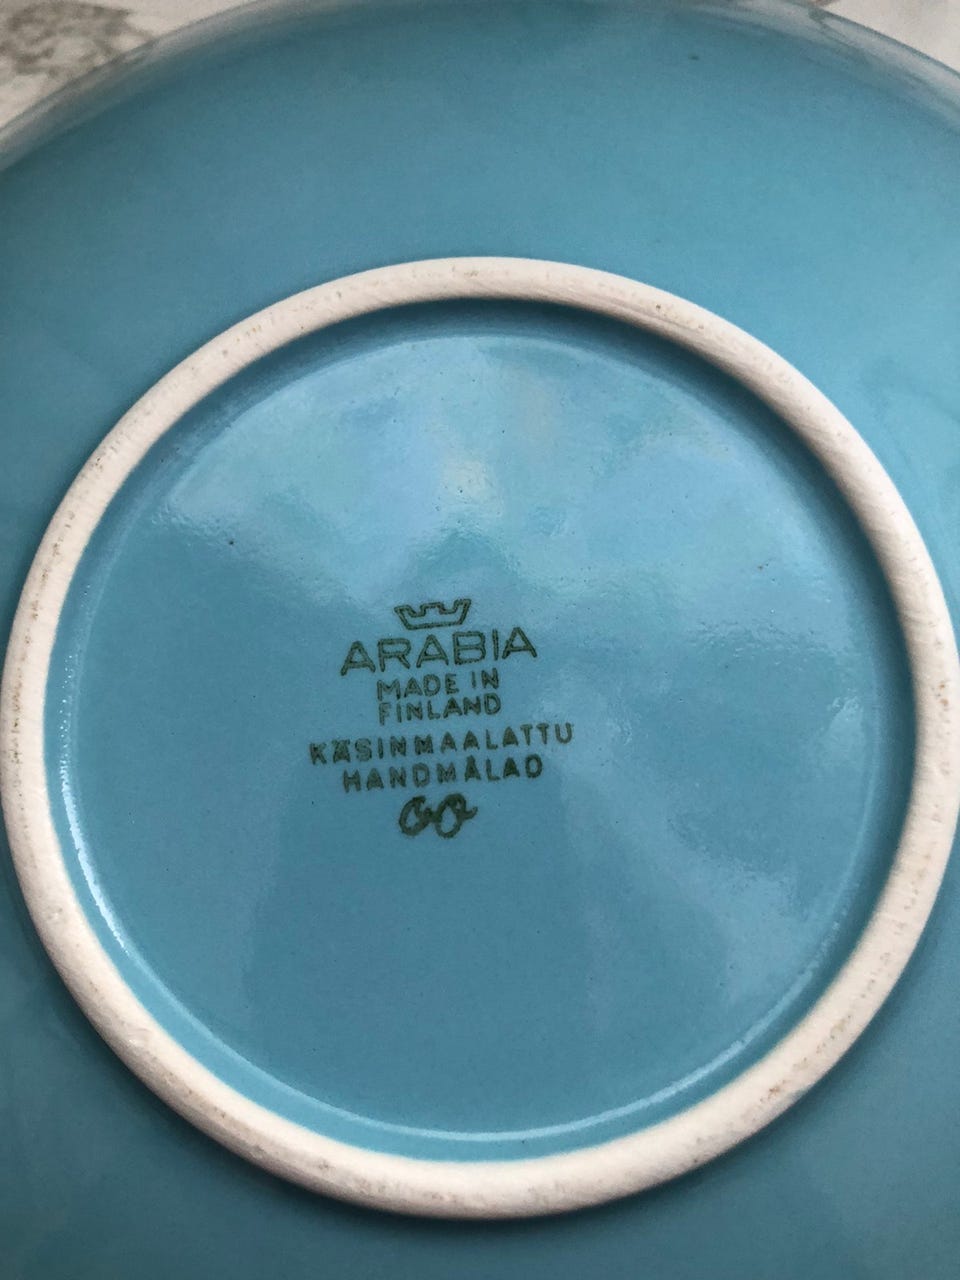 ARABIA
MADE IN
FINLAND
KÄSINMAALATTU
HANDMÅLAD